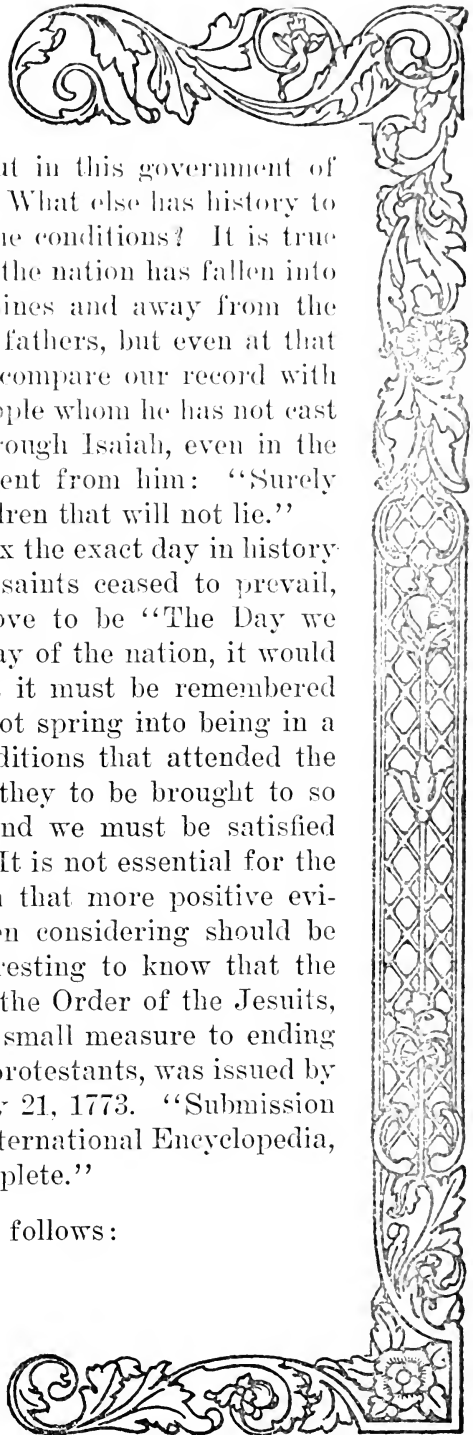 ut in this government of
What else has history to
ne conditions? It is true
the nation has fallen into
ines and away from the
fathers, but even at that
compare our record with
ople whom he has not cast
rough Isaiah, even in the
ent from him: "Surely
dren that will not lie."
x the exact day in history
saints ceased to prevail,
ove to be "The Day we
ay of the nation, it would
it must be remembered
ot spring into being in a
ditions that attended the
they to be brought to so
nd we must be satisfied
It is not essential for the
n that more positive evi-
en considering should be
resting to know that the
the Order of the Jesuits,
small measure to ending
protestants, was issued by
y 21, 1773. "Submission
ternational Encyclopedia,
plete."
follows: